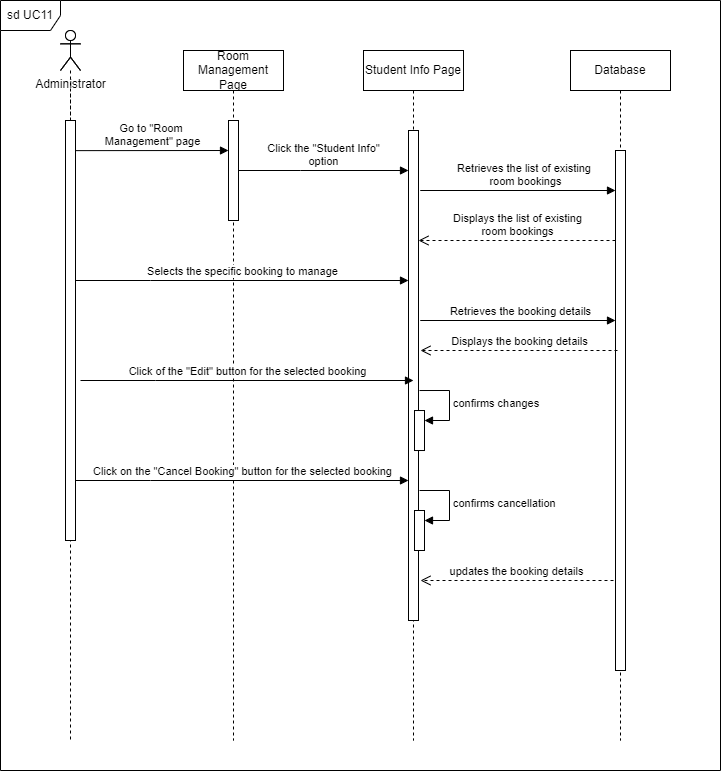 sd UC11
Administrator
Room
Management
Page
Student Info Page
Database
Go to "Room
Management" page
Click the "Student Info"
option
Retrieves the list of existing
room bookings
Displays the list of existing
room bookings
Selects the specific booking to manage
Retrieves the booking details
Displays the booking details
Click of the "Edit" button for the selected booking
confirms changes
Click on the "Cancel Booking" button for the selected booking
confirms cancellation
updates the booking details